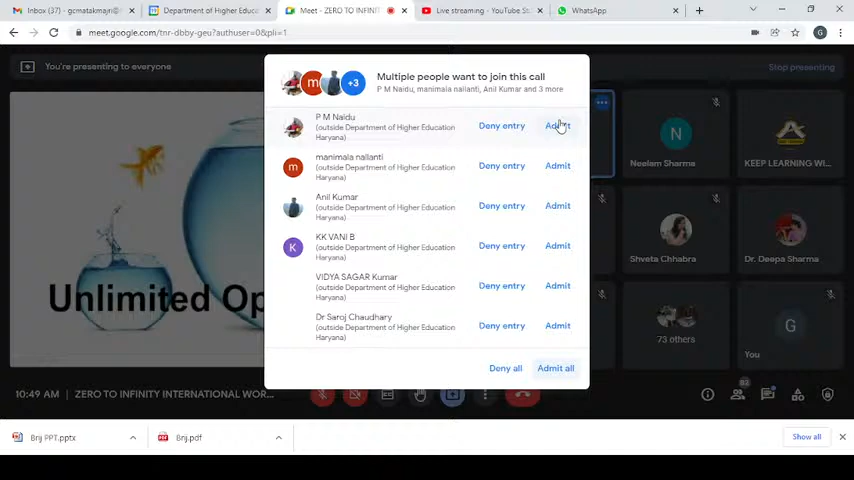 Inbox (37) - gcmatakmajri@
Department of Higher Educa
Meet - ZERO TO INFINIT
Live streaming - YouTube St
WhatsApp
meet.google.com/tnr-dbby-geu?authuser=0&pli=1
You're presenting to everyone
Stop presenting
Multiple people want to join this call
P M Naidu, manimala nallanti, Anil Kumar and 3 more
+3
P M Naidu
(outside Department of Higher Education
Haryana)
Deny entry
Admit
manimala nallanti
(outside Department of Higher Education
Haryana)
Deny entry
Admit
Anil Kumar
(outside Department of Higher Education
Haryana)
Deny entry
Admit
K
KK VANI B
(outside Department of Higher Education
Haryana)
Deny entry
Admit
VIDYA SAGAR Kumar
(outside Department of Higher Education
Haryana)
Deny entry
Admit
Dr Saroj Chaudhary
(outside Department of Higher Education
Haryana)
Deny entry
Admit
Deny all
Admit all
Unlimited Op
N
Neelam Sharma
KEEP LEARNING WI...
Shveta Chhabra
Dr. Deepa Sharma
73 others
G
You
10:49 AM | ZERO TO INFINITY INTERNATIONAL WOR...
Brij PPT.pptx
Brij.pdf
Show all